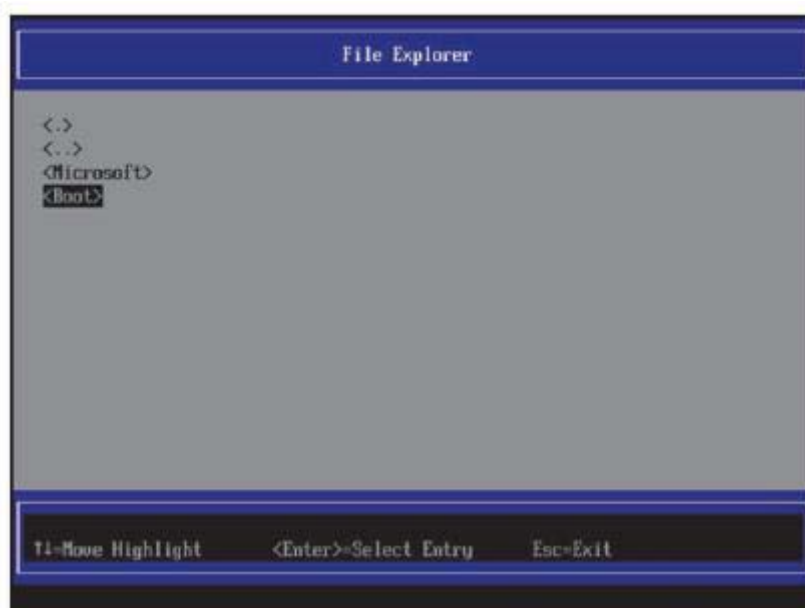 File Explorer
<.>
<..>
<Microsoft>
<Boot>
↑↓=Move Highlight <Enter>=Select Entry Esc=Exit